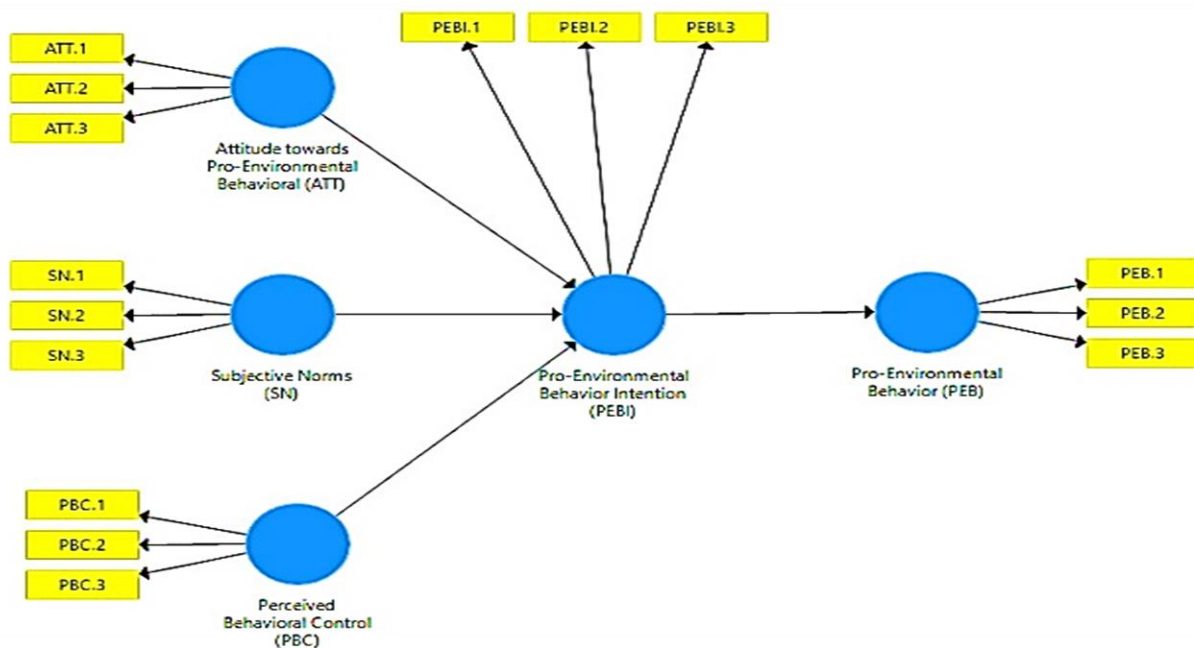 PEBI.1
PEBI.2
PEBI.3
ATT.1
ATT.2
ATT.3
Attitude towards
Pro-Environmental
Behavioral (ATT)
SN.1
SN.2
SN.3
Subjective Norms
(SN)
Pro-Environmental
Behavior Intention
(PEBI)
Pro-Environmental
Behavior (PEB)
PEB.1
PEB.2
PEB.3
PBC.1
PBC.2
PBC.3
Perceived
Behavioral Control
(PBC)